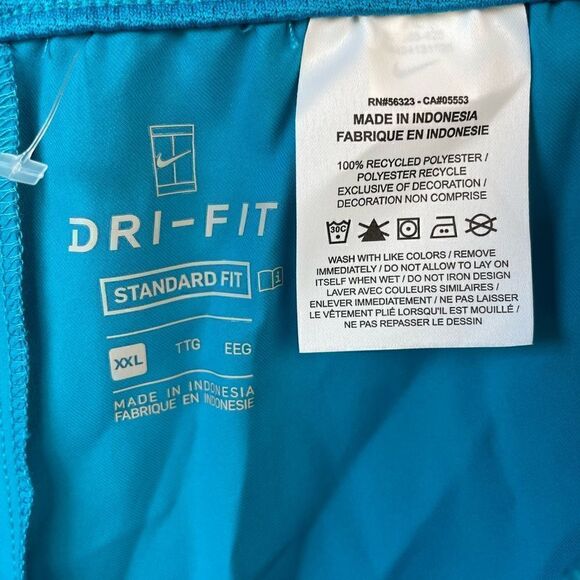 DRI-FIT
STANDARD FIT
XXL TTG EEG
MADE IN INDONESIA
FABRIQUE EN INDONESIE
RN#56323 - CA#05553
MADE IN INDONESIA
FABRIQUE EN INDONESIE
100% RECYCLED POLYESTER /
POLYESTER RECYCLE
EXCLUSIVE OF DECORATION /
DECORATION NON COMPRISE
30C
WASH WITH LIKE COLORS / REMOVE
IMMEDIATELY / DO NOT ALLOW TO LAY ON
ITSELF WHEN WET / DO NOT IRON DESIGN
LAVER AVEC COULEURS SIMILAIRES /
ENLEVER IMMEDIATEMENT / NE PAS LAISSER
LE VÊTEMENT PLIÉ LORSQU'IL EST MOUILLÉ /
NE PAS REPASSER LE DESSIN